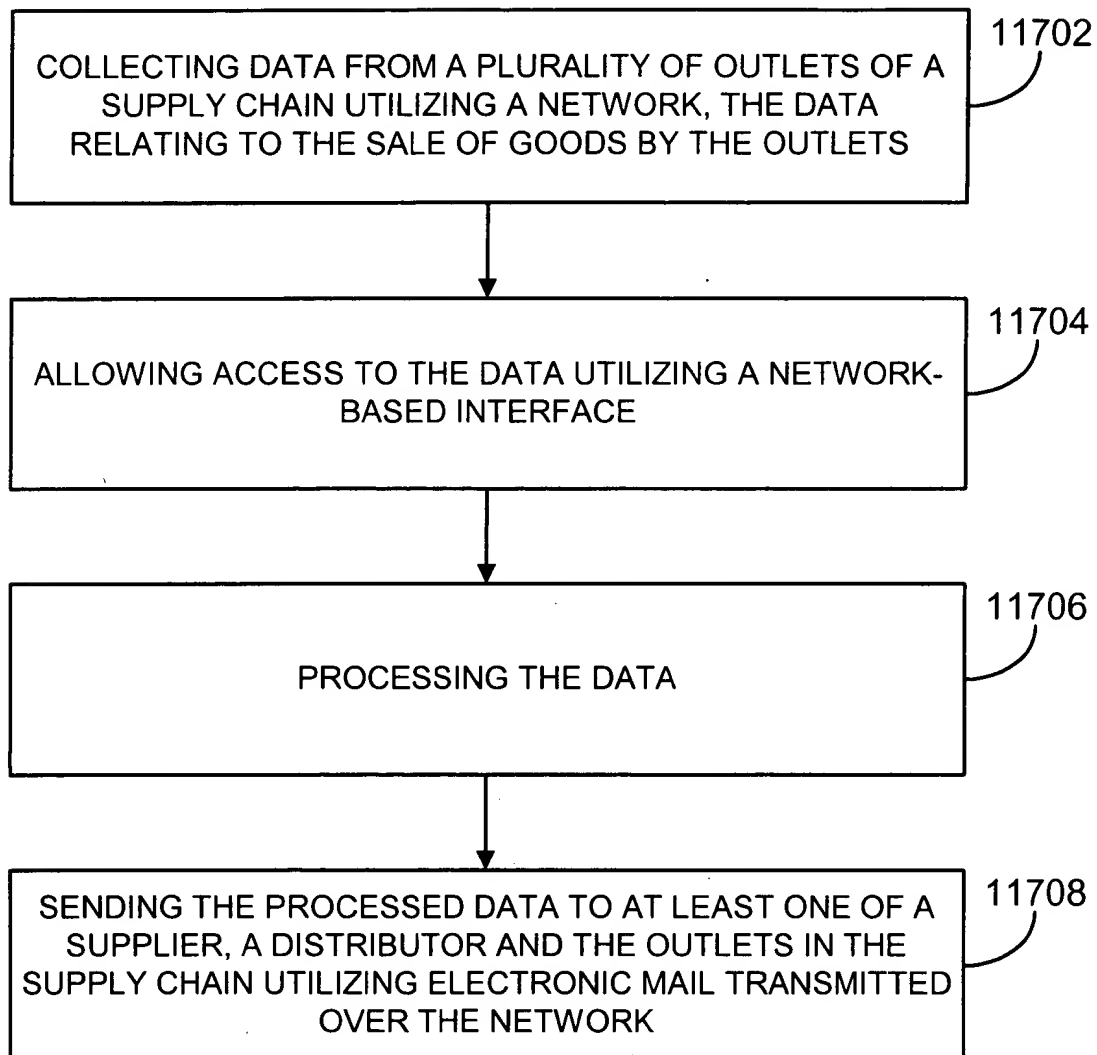 11702
COLLECTING DATA FROM A PLURALITY OF OUTLETS OF A
SUPPLY CHAIN UTILIZING A NETWORK, THE DATA
RELATING TO THE SALE OF GOODS BY THE OUTLETS
11704
ALLOWING ACCESS TO THE DATA UTILIZING A NETWORK-
BASED INTERFACE
11706
PROCESSING THE DATA
11708
SENDING THE PROCESSED DATA TO AT LEAST ONE OF A
SUPPLIER, A DISTRIBUTOR AND THE OUTLETS IN THE
SUPPLY CHAIN UTILIZING ELECTRONIC MAIL TRANSMITTED
OVER THE NETWORK